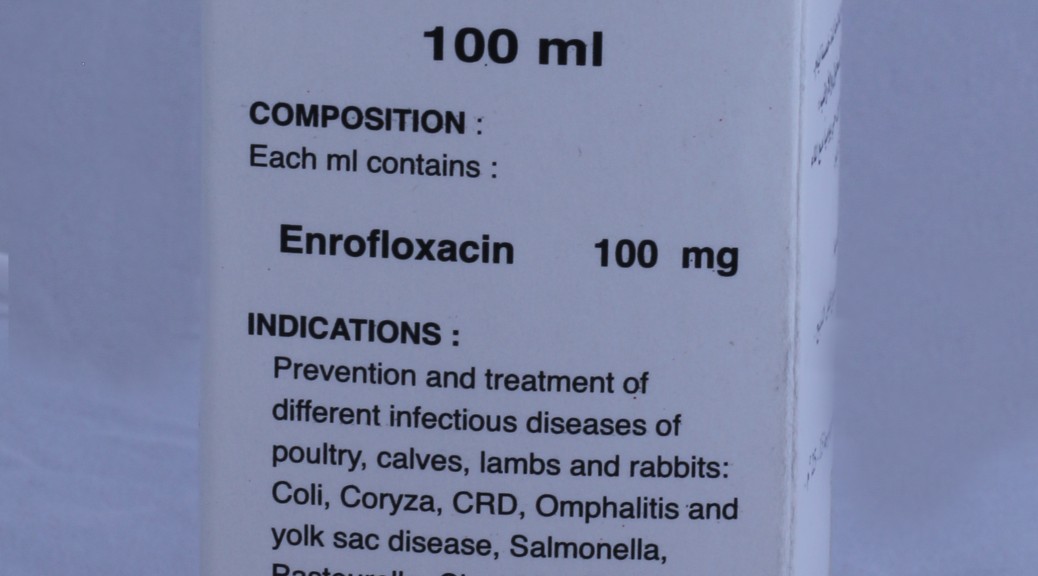 100 ml
COMPOSITION :
Each ml contains :
Enrofloxacin 100 mg
INDICATIONS :
Prevention and treatment of
different infectious diseases of
poultry, calves, lambs and rabbits:
Coli, Coryza, CRD, Omphalitis and
yolk sac disease, Salmonella,